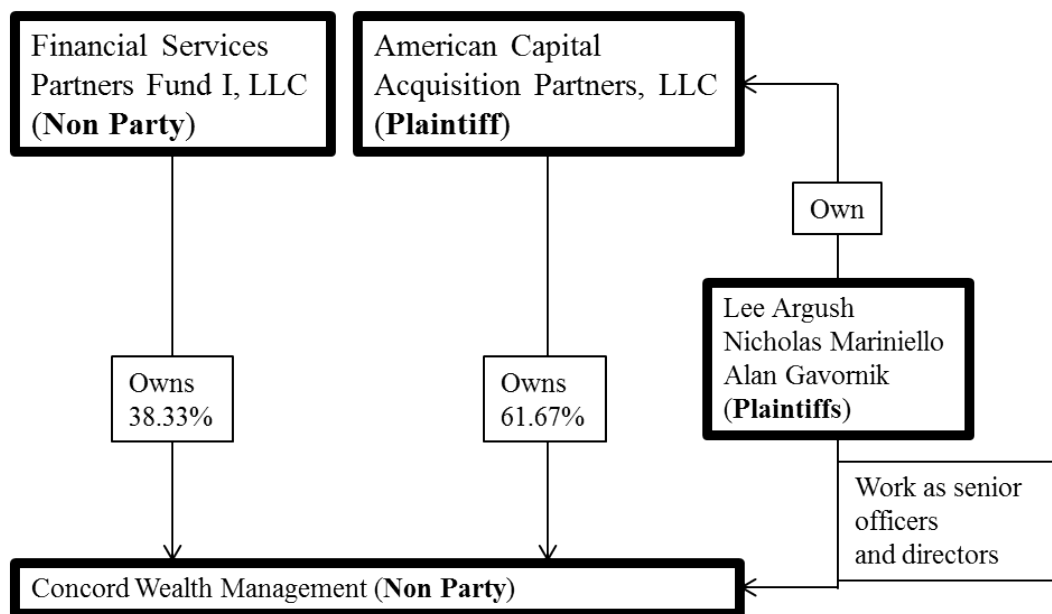 Financial Services
Partners Fund I, LLC
(Non Party)
American Capital
Acquisition Partners, LLC
(Plaintiff)
Own
Lee Argush
Nicholas Mariniello
Alan Gavornik
(Plaintiffs)
Owns
38.33%
Owns
61.67%
Work as senior
officers
and directors
Concord Wealth Management (Non Party)